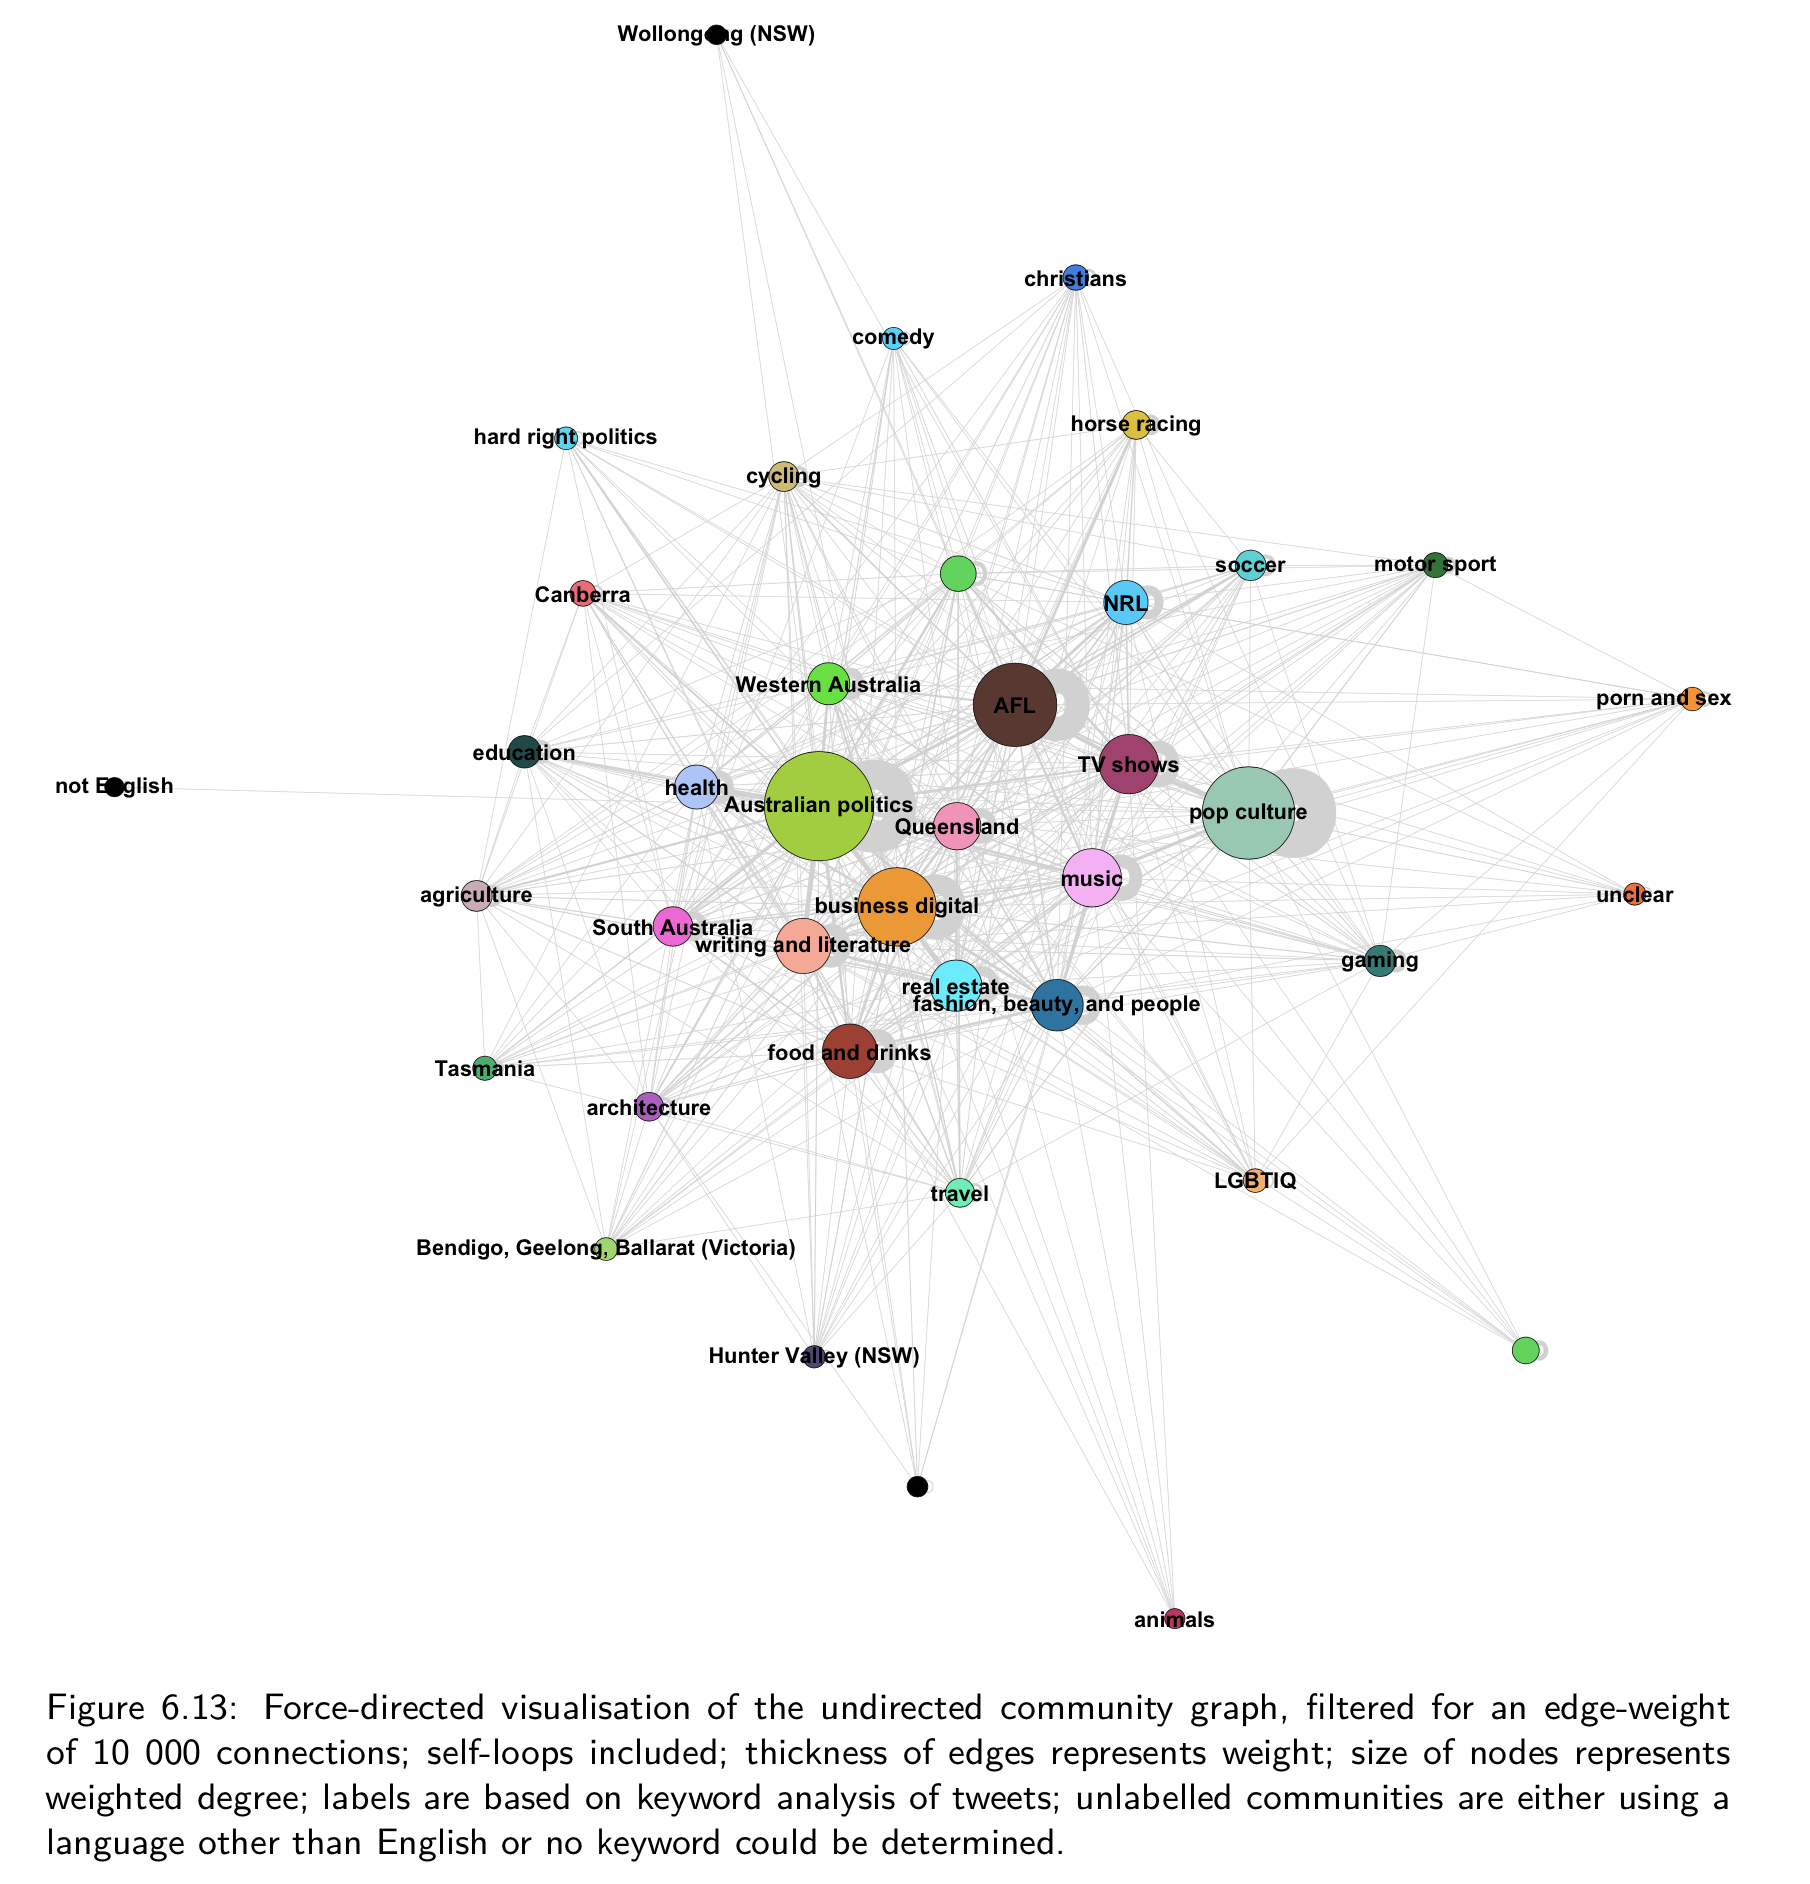 Wollongong (NSW)
christians
comedy
horse racing
hard right politics
cycling
soccer
motor sport
Canberra
NRL
Western Australia
porn and sex
AFL
education
TV shows
not English
health
Australian politics
pop culture
Queensland
music
agriculture
unclear
business digital
South Australia
writing and literature
gaming
real estate
fashion, beauty, and people
food and drinks
Tasmania
architecture
LGBTIQ
travel
Bendigo, Geelong, Ballarat (Victoria)
Hunter Valley (NSW)
animals
Figure 6.13: Force-directed visualisation of the undirected community graph, filtered for an edge-weight
of 10 000 connections; self-loops included; thickness of edges represents weight; size of nodes represents
weighted degree; labels are based on keyword analysis of tweets; unlabelled communities are either using a
language other than English or no keyword could be determined.